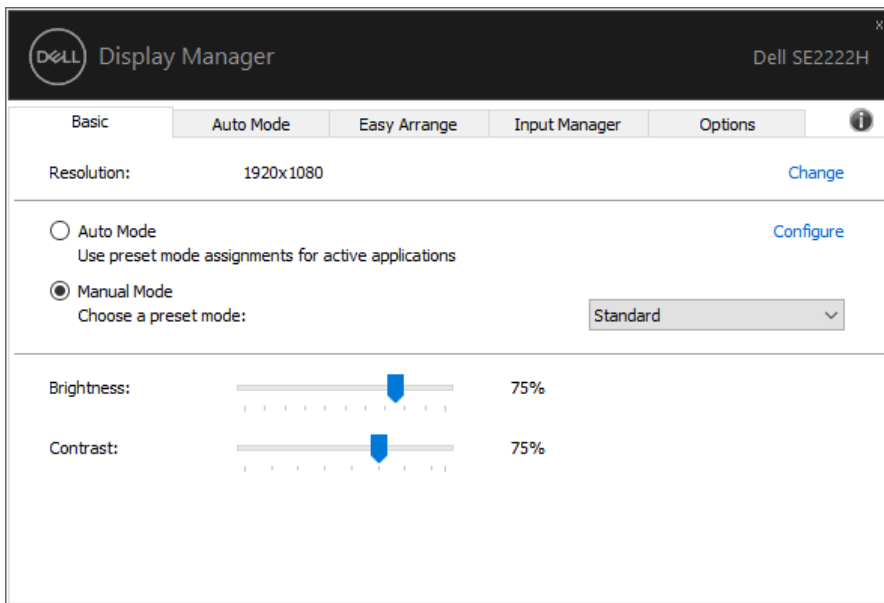 DELL Display Manager
Dell SE2222H
x
Basic
Auto Mode
Easy Arrange
Input Manager
Options
i
Resolution: 1920x1080 Change
Auto Mode Configure
Use preset mode assignments for active applications
Manual Mode
Choose a preset mode: Standard
Brightness: 75%
Contrast: 75%